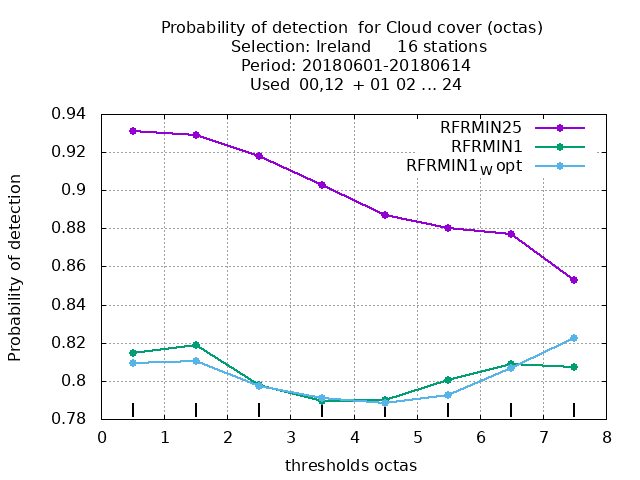 Probability of detection  for Cloud cover (octas)
Selection: Ireland     16 stations
Period: 20180601-20180614
Used  00,12  + 01 02 ... 24
RFRMIN25
RFRMIN1
RFRMIN1W opt
0.94
0.92
0.9
0.88
0.86
0.84
0.82
0.8
0.78
Probability of detection
0 1 2 3 4 5 6 7 8
thresholds octas